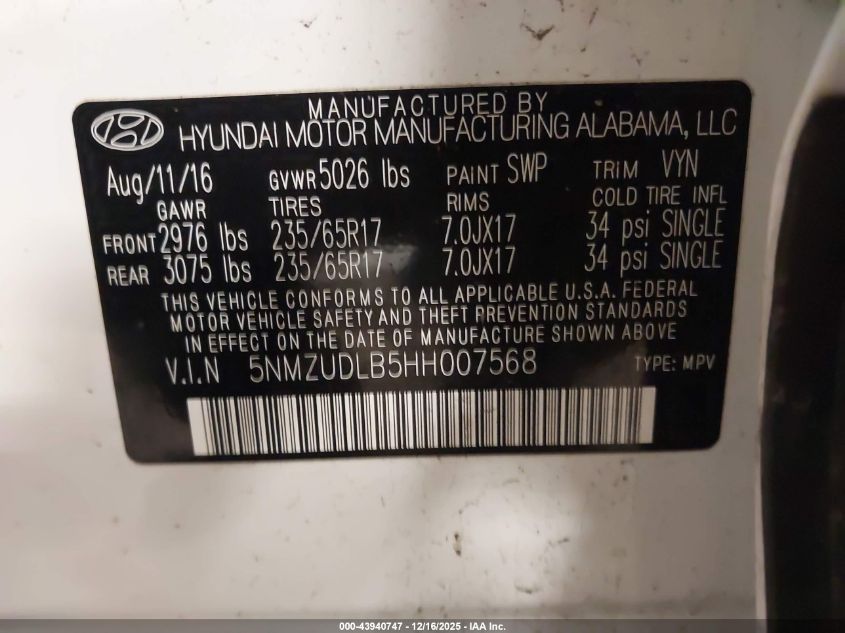 MANUFACTURED BY
HYUNDAI MOTOR MANUFACTURING ALABAMA, LLC
Aug/11/16 GVWR 5026 lbs PAINT SWP TRIM VYN
GAWR TIRES RIMS COLD TIRE INFL
FRONT 2976 lbs 235/65R17 7.0JX17 34 psi SINGLE
REAR 3075 lbs 235/65R17 7.0JX17 34 psi SINGLE
THIS VEHICLE CONFORMS TO ALL APPLICABLE U.S.A. FEDERAL
MOTOR VEHICLE SAFETY AND THEFT PREVENTION STANDARDS
IN EFFECT ON THE DATE OF MANUFACTURE SHOWN ABOVE
V.I.N 5NMZUDLB5HH007568 TYPE: MPV
000-43940747 - 12/16/2025 - IAA Inc.